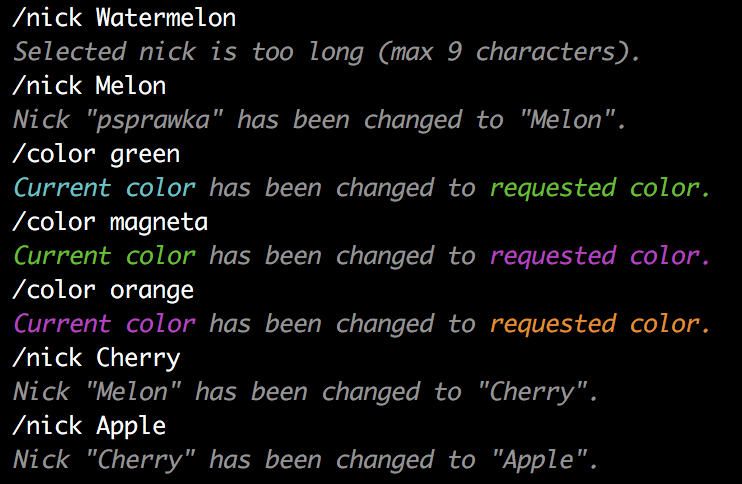 /nick Watermelon
Selected nick is too long (max 9 characters).
/nick Melon
Nick "psprawka" has been changed to "Melon".
/color green
Current color has been changed to requested color.
/color magneta
Current color has been changed to requested color.
/color orange
Current color has been changed to requested color.
/nick Cherry
Nick "Melon" has been changed to "Cherry".
/nick Apple
Nick "Cherry" has been changed to "Apple".